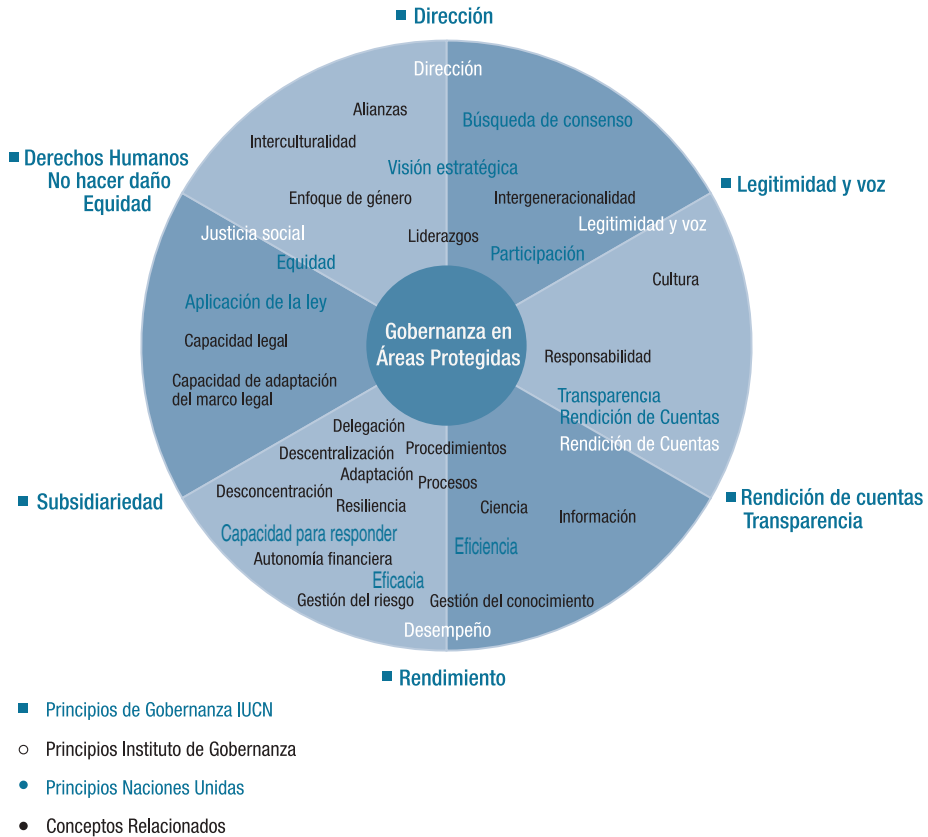 Dirección
Dirección
Alianzas
Búsqueda de consenso
Interculturalidad
Derechos Humanos
No hacer daño
Equidad
Visión estratégica
Legitimidad y voz
Enfoque de género
Intergeneracionalidad
Justicia social
Liderazgos
Legitimidad y voz
Equidad
Participación
Cultura
Aplicación de la ley
Gobernanza en
Áreas Protegidas
Capacidad legal
Responsabilidad
Capacidad de adaptación
del marco legal
Transparencia
Rendición de Cuentas
Rendición de Cuentas
Delegación
Descentralización
Procedimientos
Adaptación
Procesos
Desconcentración
Resiliencia
Ciencia
Información
Subsidiariedad
Rendición de cuentas
Transparencia
Capacidad para responder
Eficiencia
Autonomía financiera
Eficacia
Gestión del riesgo
Gestión del conocimiento
Desempeño
Rendimiento
Principios de Gobernanza IUCN
Principios Instituto de Gobernanza
Principios Naciones Unidas
Conceptos Relacionados